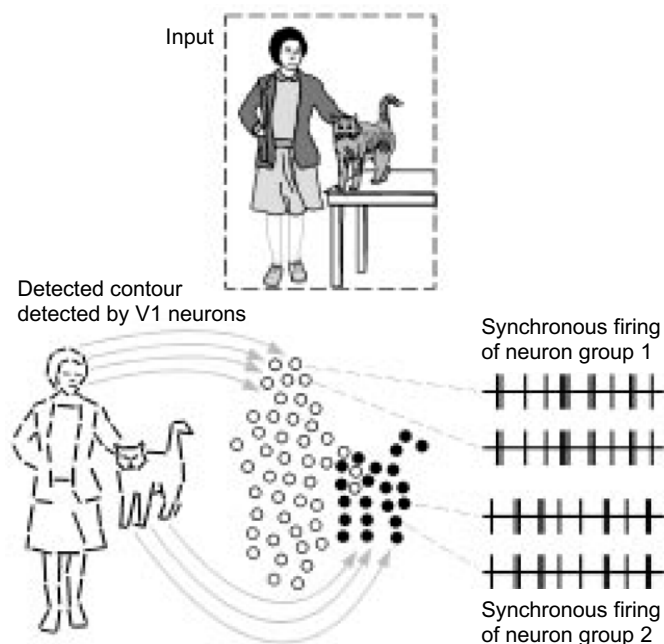 Input
Detected contour
detected by V1 neurons
Synchronous firing
of neuron group 1
Synchronous firing
of neuron group 2